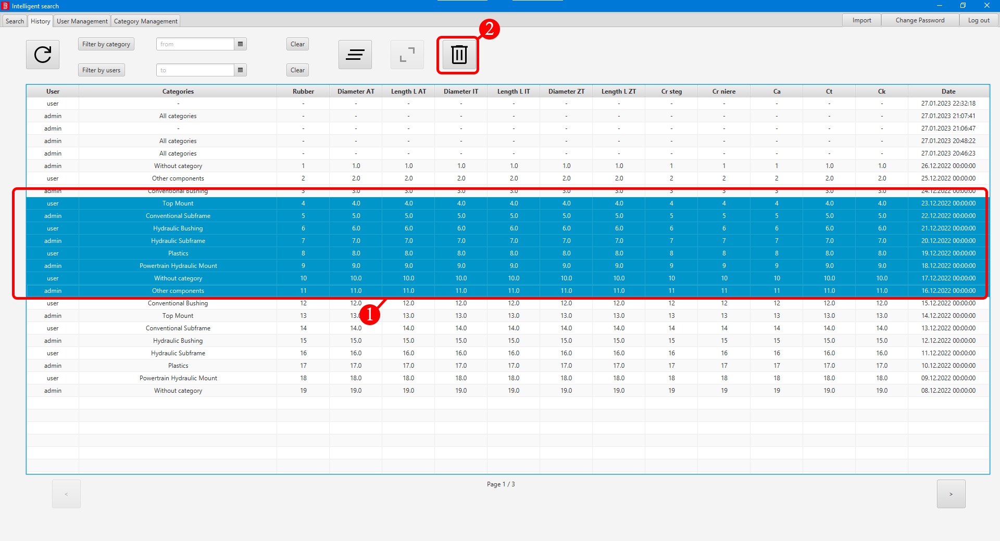 Intelligent search
Search History User Management Category Management Import Change Password Log out
2
Filter by category from Clear
Filter by users to Clear
User Categories Rubber Diameter AT Length L AT Diameter IT Length L IT Diameter ZT Length L ZT Cr steg Cr niere Ca Ct Ck Date
user - - - - - - - - - - - - - 27.01.2023 22:32:18
admin All categories - - - - - - - - - - - - 27.01.2023 21:07:41
admin - - - - - - - - - - - - - 27.01.2023 21:06:47
admin All categories - - - - - - - - - - - - 27.01.2023 20:48:22
admin All categories - - - - - - - - - - - - 27.01.2023 20:46:23
admin Without category 1 1.0 1.0 1.0 1.0 1.0 1.0 1 1 1 1.0 1.0 26.12.2022 00:00:00
user Other components 2 2.0 2.0 2.0 2.0 2.0 2.0 2 2 2 2.0 2.0 25.12.2022 00:00:00
admin Conventional Bushing 3 3.0 3.0 3.0 3.0 3.0 3.0 3 3 3 3.0 3.0 24.12.2022 00:00:00
user Top Mount 4 4.0 4.0 4.0 4.0 4.0 4.0 4 4 4 4.0 4.0 23.12.2022 00:00:00
admin Conventional Subframe 5 5.0 5.0 5.0 5.0 5.0 5.0 5 5 5 5.0 5.0 22.12.2022 00:00:00
user Hydraulic Bushing 6 6.0 6.0 6.0 6.0 6.0 6.0 6 6 6 6.0 6.0 21.12.2022 00:00:00
admin Hydraulic Subframe 7 7.0 7.0 7.0 7.0 7.0 7.0 7 7 7 7.0 7.0 20.12.2022 00:00:00
user Plastics 8 8.0 8.0 8.0 8.0 8.0 8.0 8 8 8 8.0 8.0 19.12.2022 00:00:00
admin Powertrain Hydraulic Mount 9 9.0 9.0 9.0 9.0 9.0 9.0 9 9 9 9.0 9.0 18.12.2022 00:00:00
user Without category 10 10.0 10.0 10.0 10.0 10.0 10.0 10 10 10 10.0 10.0 17.12.2022 00:00:00
admin Other components 11 11.0 11.0 11.0 11.0 11.0 11.0 11 11 11 11.0 11.0 16.12.2022 00:00:00
user Conventional Bushing 12 12.0 12.0 12.0 12.0 12.0 12.0 12 12 12 12.0 12.0 15.12.2022 00:00:00
admin Top Mount 13 13.0 13.0 13.0 13.0 13.0 13.0 13 13 13 13.0 13.0 14.12.2022 00:00:00
1
user Conventional Subframe 14 14.0 14.0 14.0 14.0 14.0 14.0 14 14 14 14.0 14.0 13.12.2022 00:00:00
admin Hydraulic Bushing 15 15.0 15.0 15.0 15.0 15.0 15.0 15 15 15 15.0 15.0 12.12.2022 00:00:00
user Hydraulic Subframe 16 16.0 16.0 16.0 16.0 16.0 16.0 16 16 16 16.0 16.0 11.12.2022 00:00:00
admin Plastics 17 17.0 17.0 17.0 17.0 17.0 17.0 17 17 17 17.0 17.0 10.12.2022 00:00:00
user Powertrain Hydraulic Mount 18 18.0 18.0 18.0 18.0 18.0 18.0 18 18 18 18.0 18.0 09.12.2022 00:00:00
admin Without category 19 19.0 19.0 19.0 19.0 19.0 19.0 19 19 19 19.0 19.0 08.12.2022 00:00:00
Page 1 / 3
< >